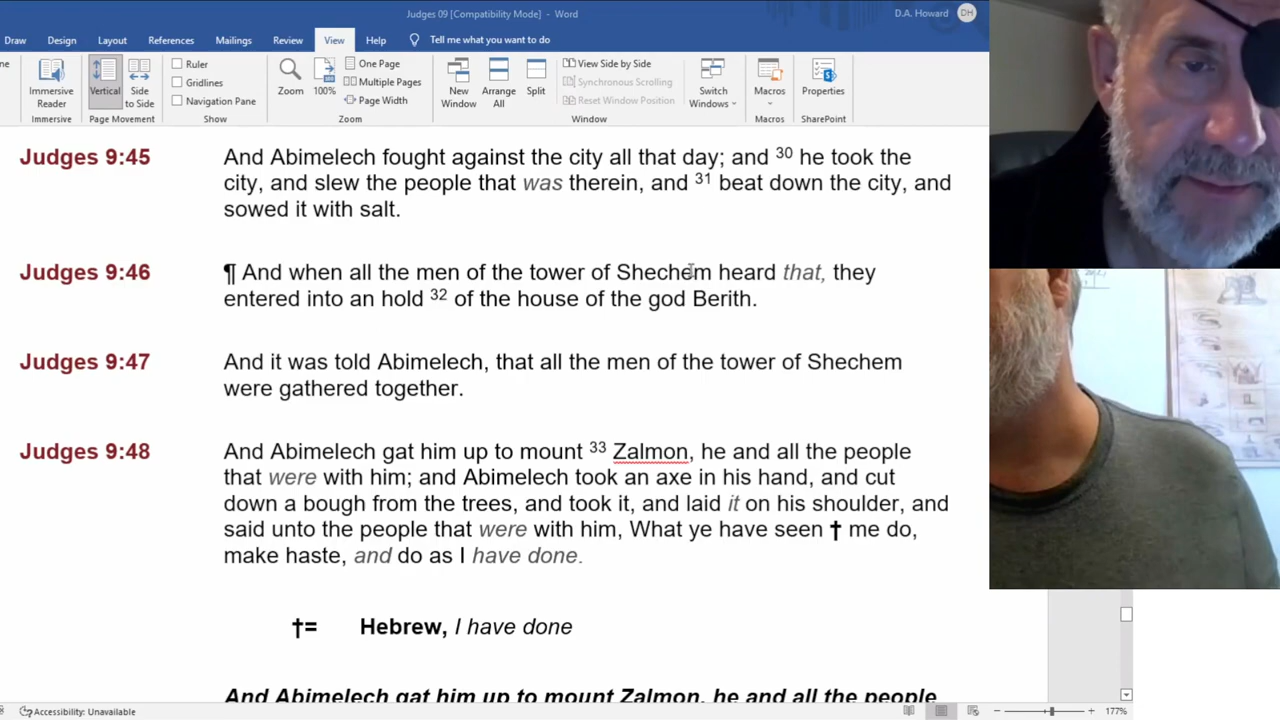 Judges 09 [Compatibility Mode] - Word
D.A. Howard DH
Draw Design Layout References Mailings Review View Help Tell me what you want to do
Immersive Reader
Vertical
Side to Side
Ruler
Gridlines
Navigation Pane
Zoom
100%
One Page
Multiple Pages
Page Width
New Window
Arrange All
Split
View Side by Side
Synchronous Scrolling
Reset Window Position
Switch Windows
Macros
Properties
Immersive Page Movement Show Zoom Window Macros SharePoint
Judges 9:45 And Abimelech fought against the city all that day; and 30 he took the
city, and slew the people that was therein, and 31 beat down the city, and
sowed it with salt.
Judges 9:46 ¶ And when all the men of the tower of Shechem heard that, they
entered into an hold 32 of the house of the god Berith.
Judges 9:47 And it was told Abimelech, that all the men of the tower of Shechem
were gathered together.
Judges 9:48 And Abimelech gat him up to mount 33 Zalmon, he and all the people
that were with him; and Abimelech took an axe in his hand, and cut
down a bough from the trees, and took it, and laid it on his shoulder, and
said unto the people that were with him, What ye have seen † me do,
make haste, and do as I have done.
†= Hebrew, I have done
And Abimelech gat him up to mount Zalmon, he and all the people
Accessibility: Unavailable
177%